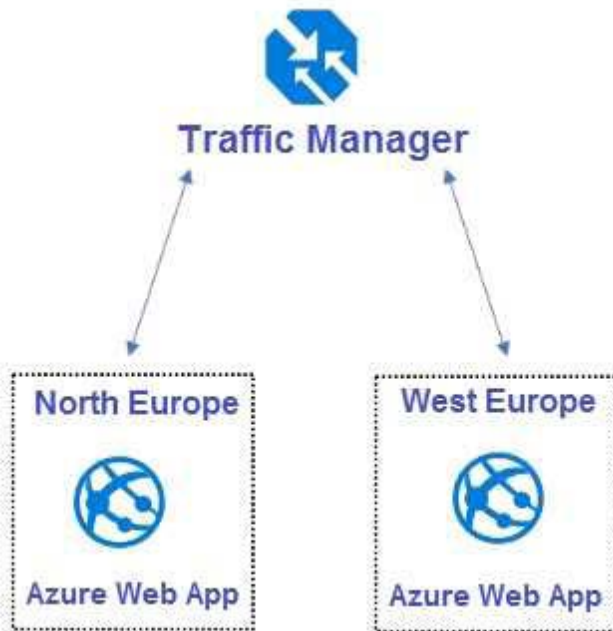 Traffic Manager
North Europe
Azure Web App
West Europe
Azure Web App